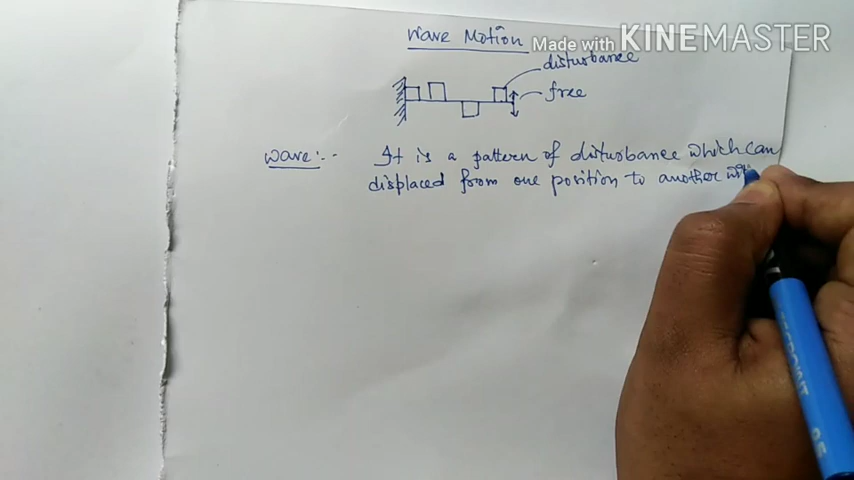 Wave Motion
Made with KINEMASTER
disturbance
free
Wave:-- It is a pattern of disturbance which can
displaced from one position to another